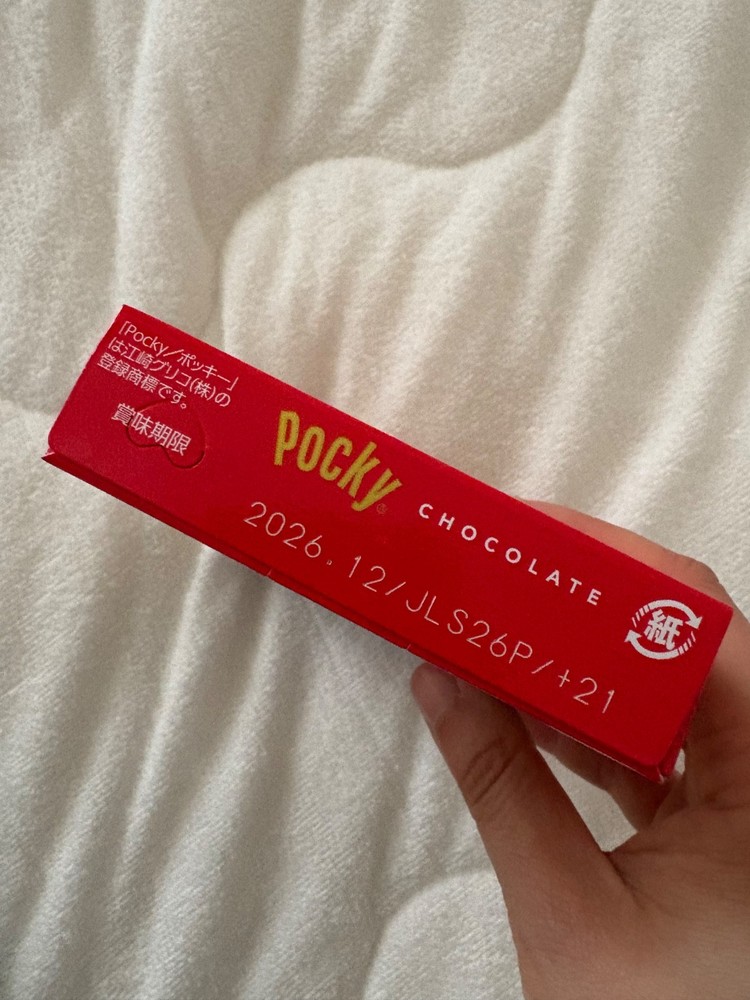 「Pocky／ポッキー」
は江崎グリコ(株)の
登録商標です。
賞味期限
Pocky®
CHOCOLATE
2026.12/JLS26P/+21
紙